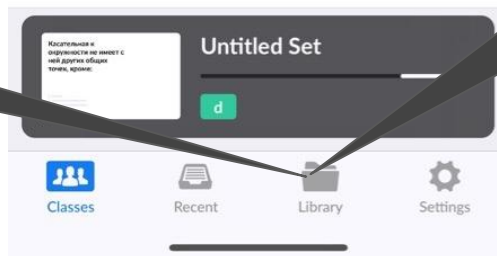 Касательная к
окружности не имеет с
ней других общих
точек, кроме:
Untitled Set
d
Classes
Recent
Library
Settings